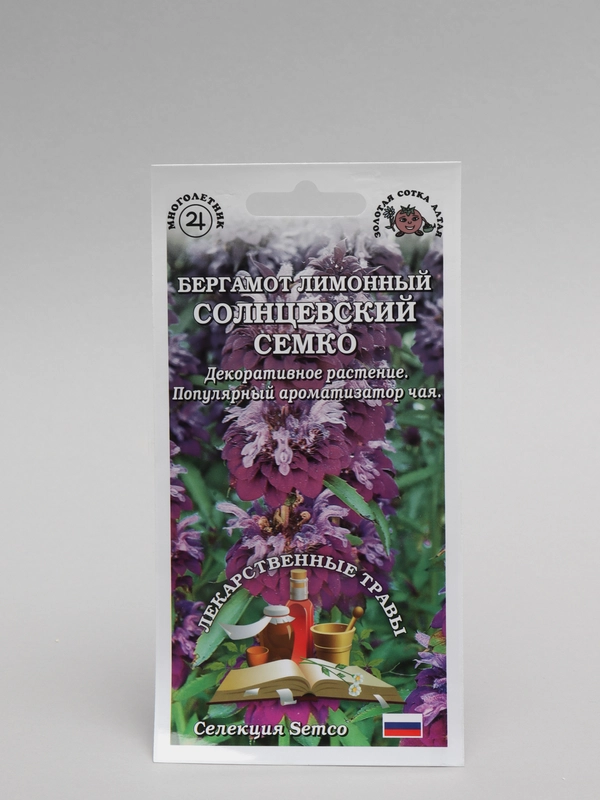 МНОГОЛЕТНИК
ЗОЛОТАЯ СОТКА АЛТАЯ
БЕРГАМОТ ЛИМОННЫЙ
СОЛНЦЕВСКИЙ
СЕМКО
Декоративное растение.
Популярный ароматизатор чая.
ЛЕКАРСТВЕННЫЕ ТРАВЫ
Селекция Semco